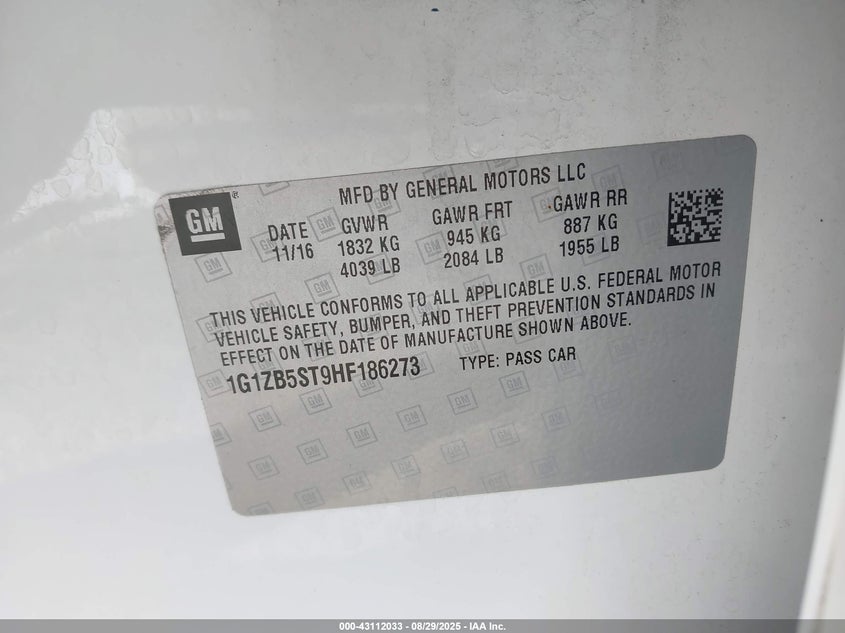 GM
MFD BY GENERAL MOTORS LLC
DATE GVWR GAWR FRT GAWR RR
11/16 1832 KG 945 KG 887 KG
4039 LB 2084 LB 1955 LB
THIS VEHICLE CONFORMS TO ALL APPLICABLE U.S. FEDERAL MOTOR
VEHICLE SAFETY, BUMPER, AND THEFT PREVENTION STANDARDS IN
EFFECT ON THE DATE OF MANUFACTURE SHOWN ABOVE.
1G1ZB5ST9HF186273 TYPE: PASS CAR
000-43112033 - 08/29/2025 - IAA Inc.